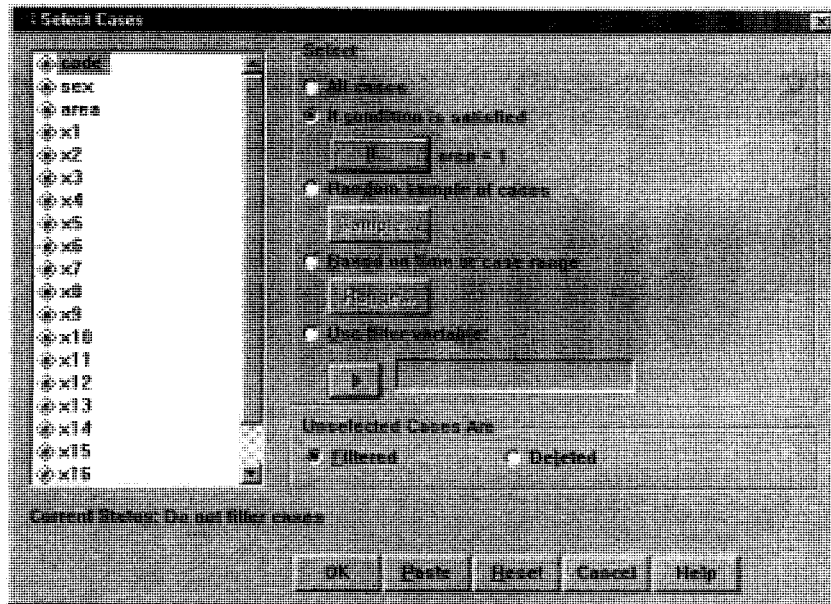 Select Cases
code
sex
area
x1
x2
x3
x4
x5
x6
x7
x8
x9
x10
x11
x12
x13
x14
x15
x16
Select
All cases
If condition is satisfied
If... area = 1
Random sample of cases
Sample...
Based on time or case range
Range...
Use filter variable
Unselected Cases Are
Filtered Deleted
Current Status: Do not filter cases
OK Paste Reset Cancel Help